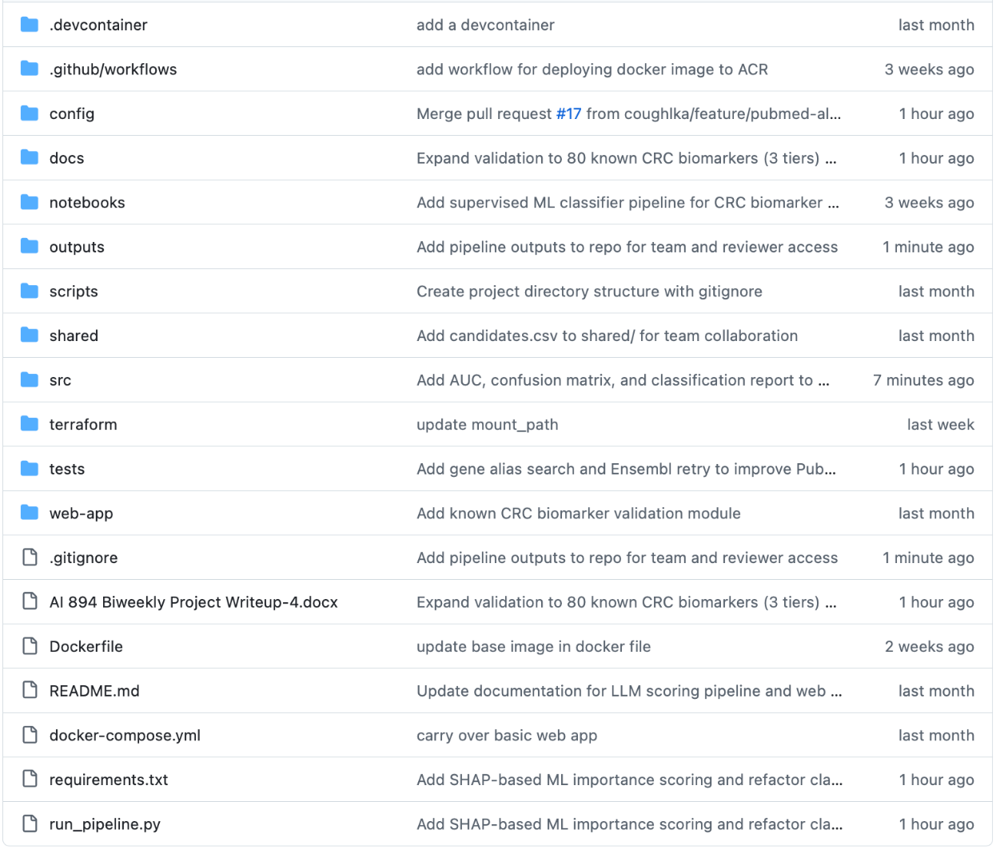 .devcontainer add a devcontainer last month
.github/workflows add workflow for deploying docker image to ACR 3 weeks ago
config Merge pull request #17 from coughlka/feature/pubmed-al... 1 hour ago
docs Expand validation to 80 known CRC biomarkers (3 tiers) ... 1 hour ago
notebooks Add supervised ML classifier pipeline for CRC biomarker ... 3 weeks ago
outputs Add pipeline outputs to repo for team and reviewer access 1 minute ago
scripts Create project directory structure with gitignore last month
shared Add candidates.csv to shared/ for team collaboration last month
src Add AUC, confusion matrix, and classification report to ... 7 minutes ago
terraform update mount_path last week
tests Add gene alias search and Ensembl retry to improve Pub... 1 hour ago
web-app Add known CRC biomarker validation module last month
.gitignore Add pipeline outputs to repo for team and reviewer access 1 minute ago
AI 894 Biweekly Project Writeup-4.docx Expand validation to 80 known CRC biomarkers (3 tiers) ... 1 hour ago
Dockerfile update base image in docker file 2 weeks ago
README.md Update documentation for LLM scoring pipeline and web ... last month
docker-compose.yml carry over basic web app last month
requirements.txt Add SHAP-based ML importance scoring and refactor cla... 1 hour ago
run_pipeline.py Add SHAP-based ML importance scoring and refactor cla... 1 hour ago